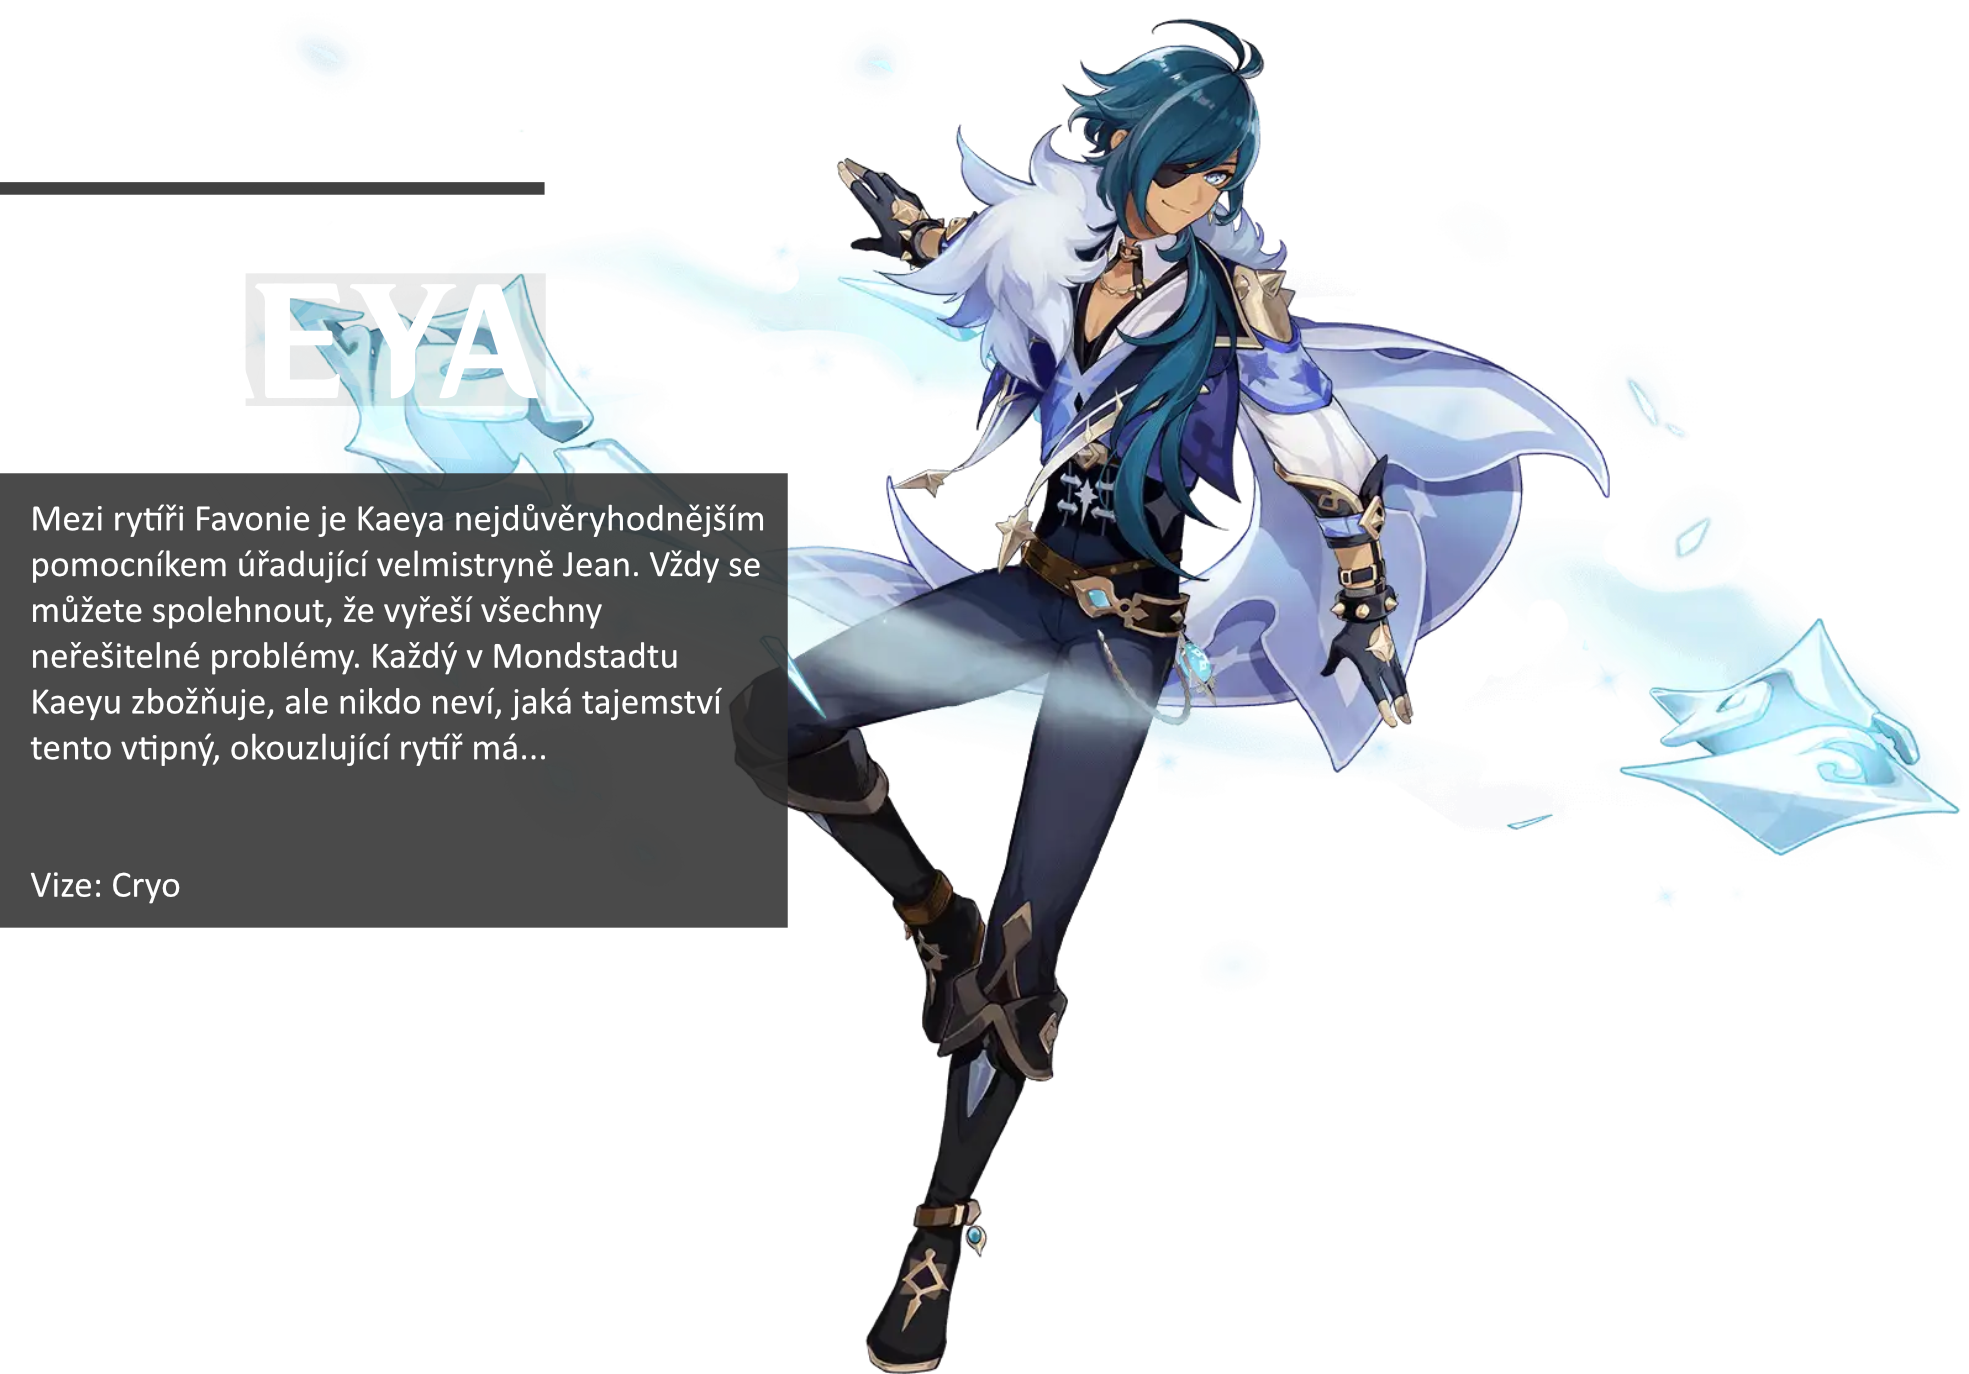 EYA
Mezi rytíři Favonie je Kaeya nejdůvěryhodnějším
pomocníkem úřadující velmistryně Jean. Vždy se
můžete spolehnout, že vyřeší všechny
neřešitelné problémy. Každý v Mondstadtu
Kaeyu zbožňuje, ale nikdo neví, jaká tajemství
tento vtipný, okouzlující rytíř má...
Vize: Cryo